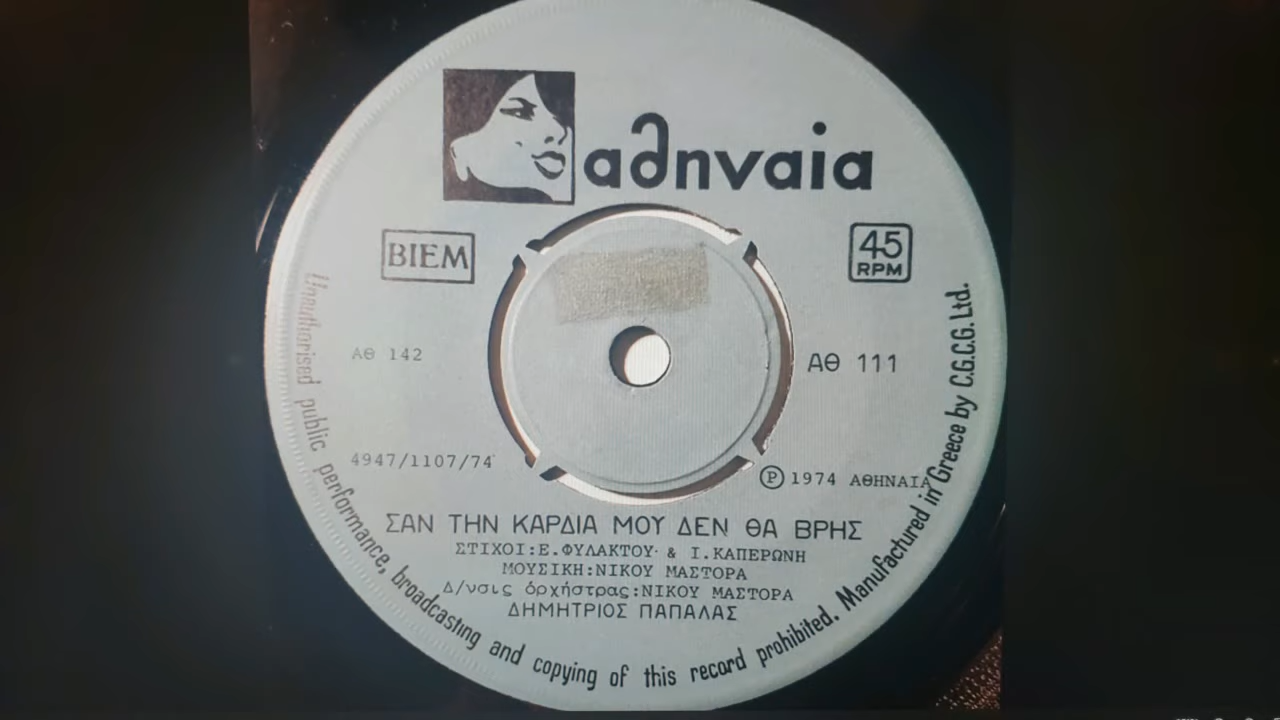 αθηναία
BIEM
45
RPM
ΑΘ 142
ΑΘ 111
4947/1107/74
Ⓟ 1974 ΑΘΗΝΑΙΑ
ΣΑΝ ΤΗΝ ΚΑΡΔΙΑ ΜΟΥ ΔΕΝ ΘΑ ΒΡΗΣ
ΣΤΙΧΟΙ:Ε.ΦΥΛΑΚΤΟΥ & Ι.ΚΑΠΕΡΩΝΗ
ΜΟΥΣΙΚΗ:ΝΙΚΟΥ ΜΑΣΤΟΡΑ
Δ/νσις όρχήστρας:ΝΙΚΟΥ ΜΑΣΤΟΡΑ
ΔΗΜΗΤΡΙΟΣ ΠΑΠΑΛΑΣ
Unauthorised public performance, broadcasting and copying of this record prohibited. Manufactured in Greece by C.G.C.G. Ltd.